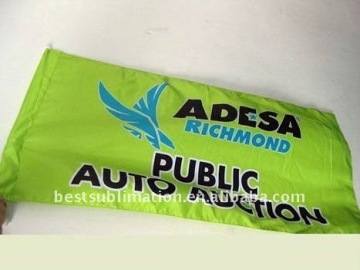 ADESA
RICHMOND
PUBLIC
AUTO AUCTION
bestsublimation.en.alibaba.com